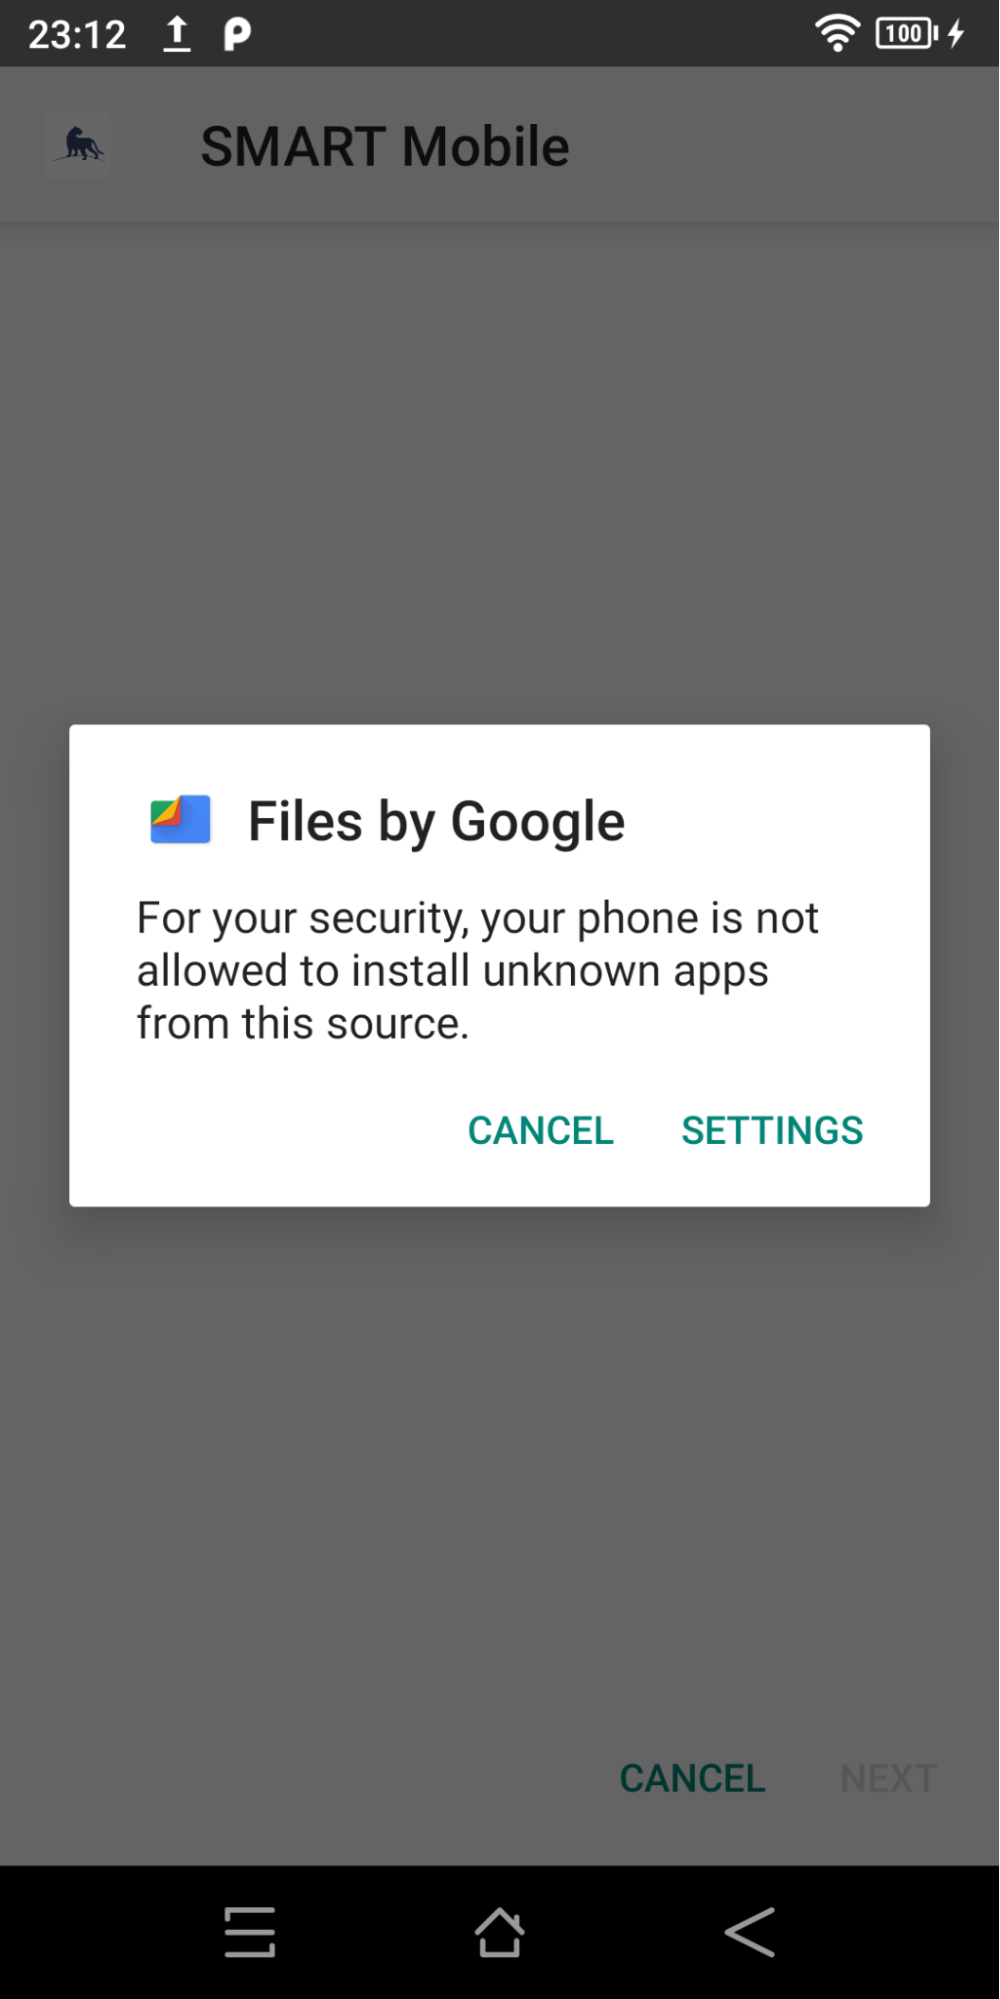 23:12
100
SMART Mobile
Files by Google
For your security, your phone is not
allowed to install unknown apps
from this source.
CANCEL SETTINGS
CANCEL NEXT